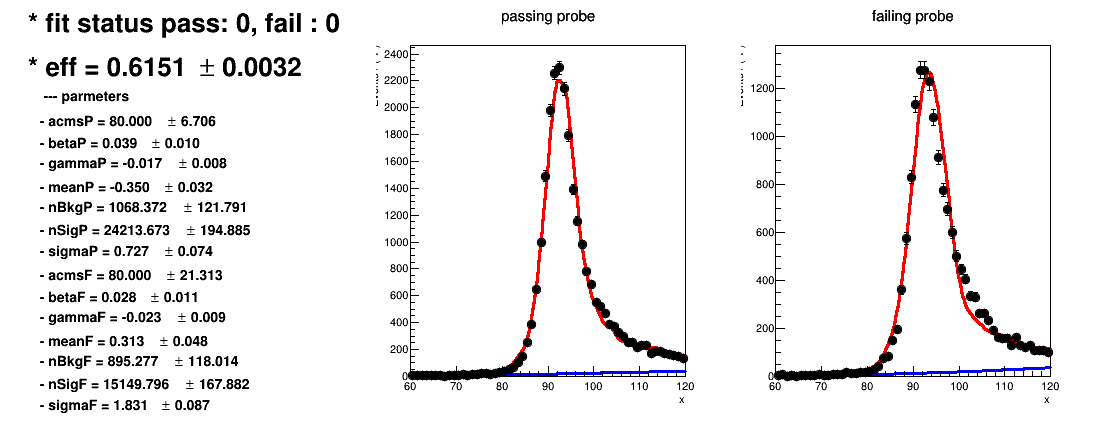 * fit status pass: 0, fail : 0
* eff = 0.6151 ± 0.0032
--- parmeters
- acmsP = 80.000 ± 6.706
- betaP = 0.039 ± 0.010
- gammaP = -0.017 ± 0.008
- meanP = -0.350 ± 0.032
- nBkgP = 1068.372 ± 121.791
- nSigP = 24213.673 ± 194.885
- sigmaP = 0.727 ± 0.074
- acmsF = 80.000 ± 21.313
- betaF = 0.028 ± 0.011
- gammaF = -0.023 ± 0.009
- meanF = 0.313 ± 0.048
- nBkgF = 895.277 ± 118.014
- nSigF = 15149.796 ± 167.882
- sigmaF = 1.831 ± 0.087
passing probe
2400
2200
2000
1800
1600
1400
1200
1000
800
600
400
200
0
60 70 80 90 100 110 120
x
failing probe
1200
1000
800
600
400
200
0
60 70 80 90 100 110 120
x